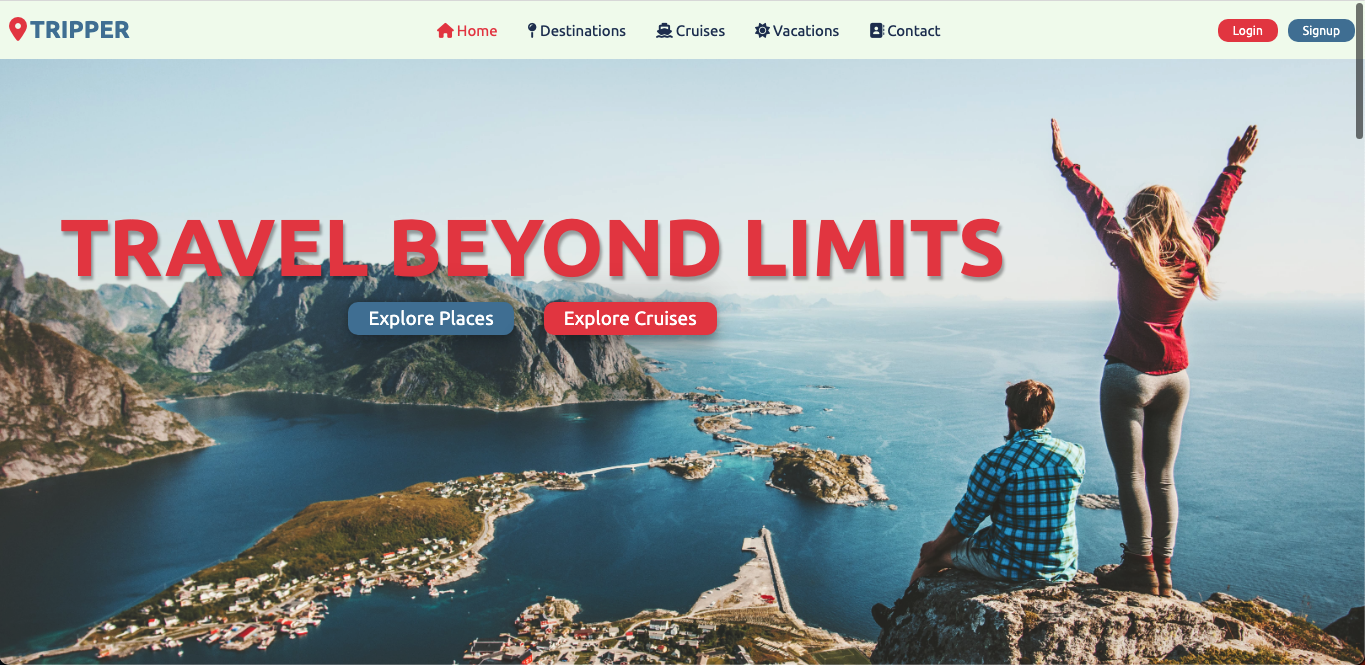 TRIPPER
Home Destinations Cruises Vacations Contact
Login Signup
TRAVEL BEYOND LIMITS
Explore Places Explore Cruises